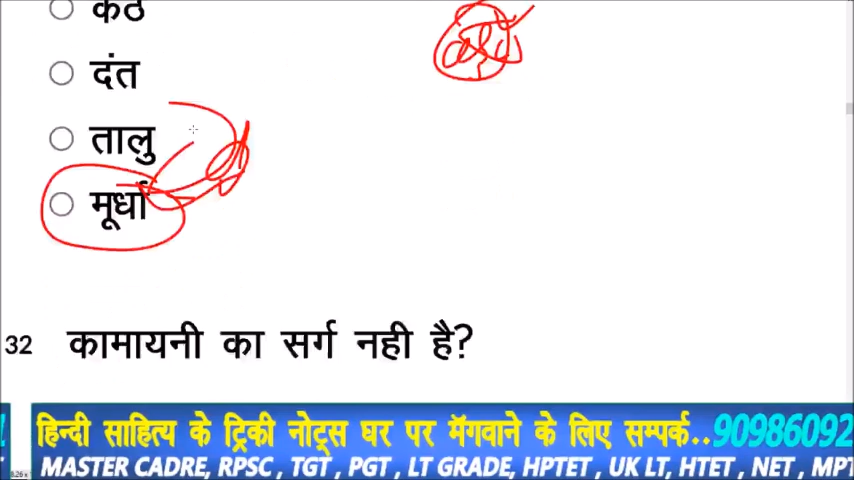 कंठ
दंत
तालु
मूर्धा
32 कामायनी का सर्ग नही है?
हिन्दी साहित्य के ट्रिकी नोट्स घर पर मॅगवाने के लिए सम्पर्क..90986092
MASTER CADRE, RPSC , TGT , PGT , LT GRADE, HPTET , UK LT, HTET , NET , MPT